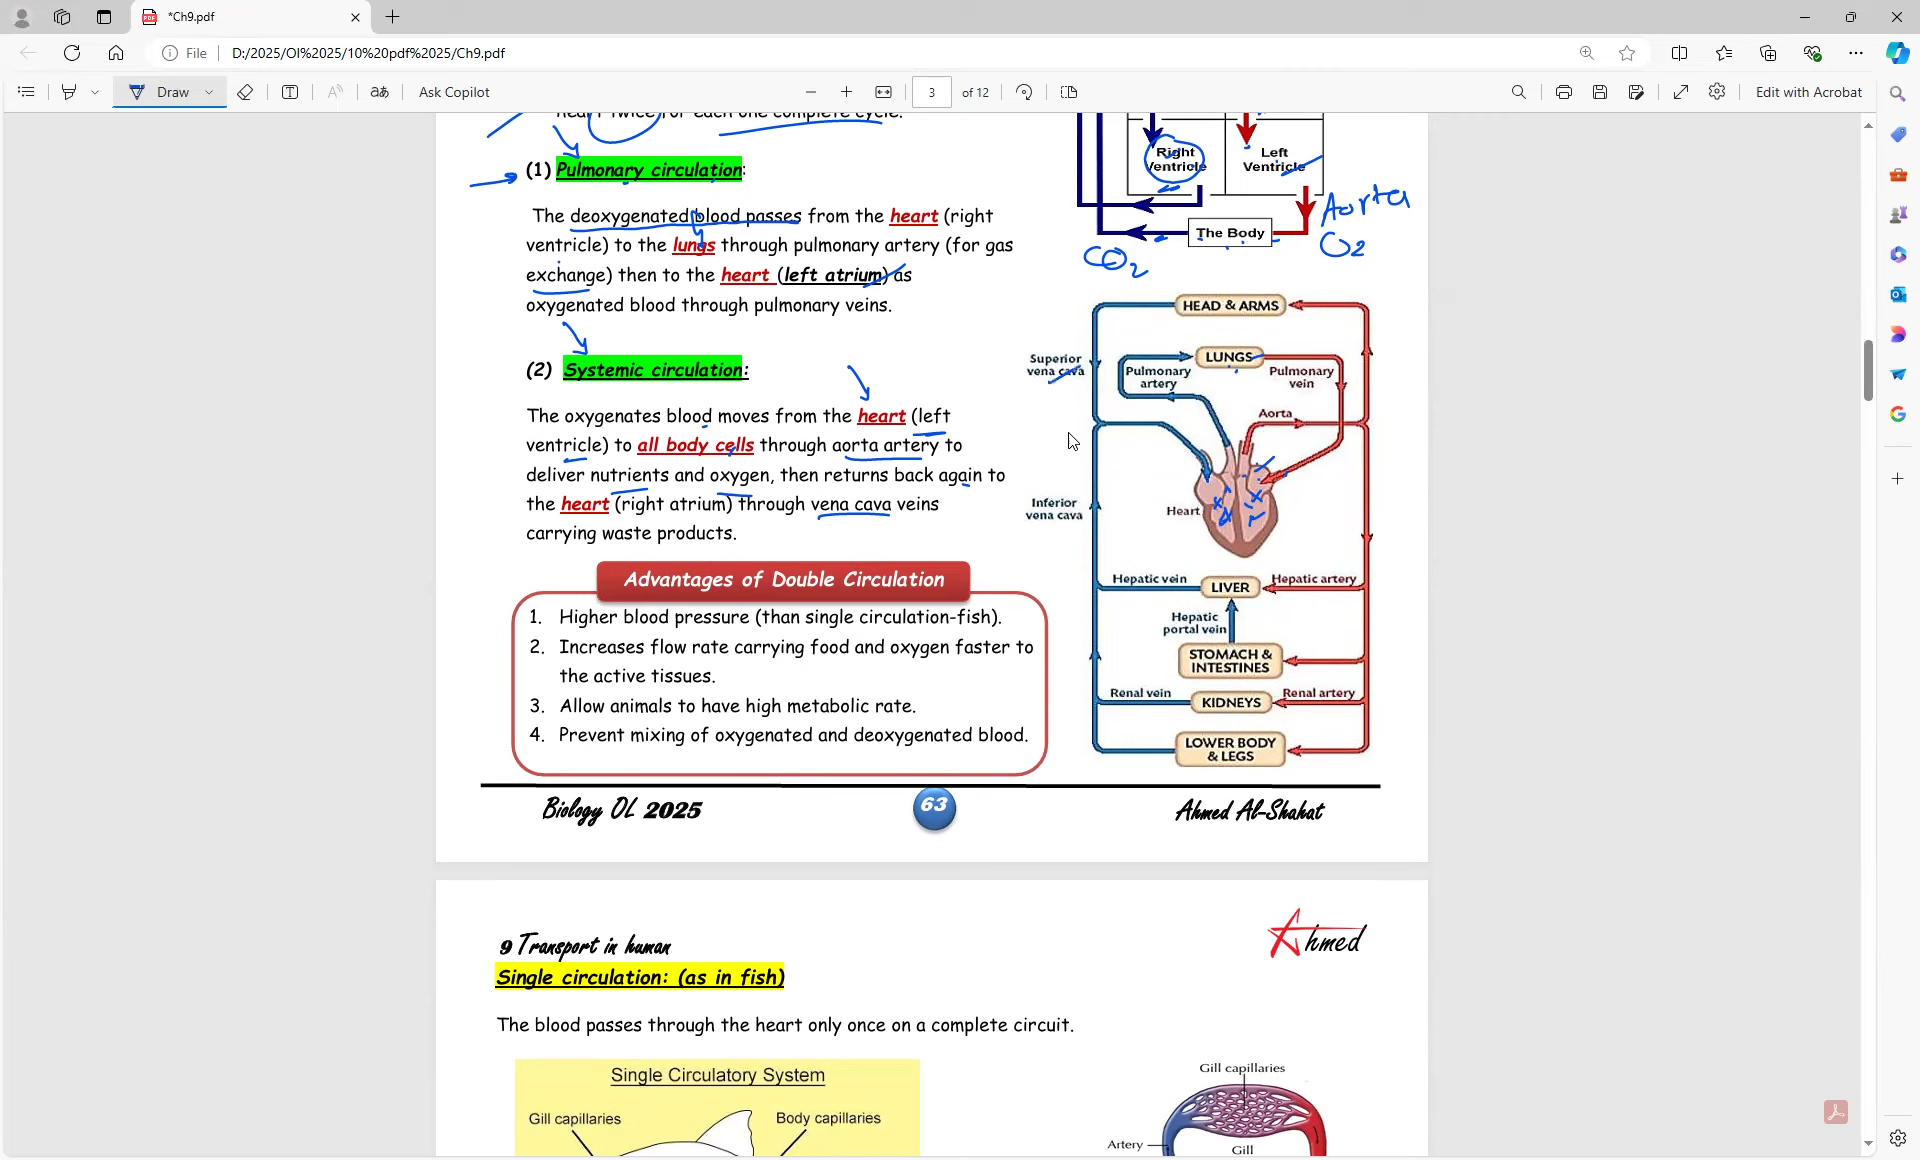 *Ch9.pdf
File
D:/2025/Ol%2025/10%20pdf%2025/Ch9.pdf
Draw
Ask Copilot
3
of 12
Edit with Acrobat
heart twice for each one complete cycle.
(1) Pulmonary circulation:
The deoxygenated blood passes from the heart (right
ventricle) to the lungs through pulmonary artery (for gas
exchange) then to the heart (left atrium) as
oxygenated blood through pulmonary veins.
(2) Systemic circulation:
The oxygenates blood moves from the heart (left
ventricle) to all body cells through aorta artery to
deliver nutrients and oxygen, then returns back again to
the heart (right atrium) through vena cava veins
carrying waste products.
Advantages of Double Circulation
1. Higher blood pressure (than single circulation-fish).
2. Increases flow rate carrying food and oxygen faster to
the active tissues.
3. Allow animals to have high metabolic rate.
4. Prevent mixing of oxygenated and deoxygenated blood.
Right
Ventricle
Left
Ventricle
The Body
Aorta
O2
CO2
HEAD & ARMS
Superior
vena cava
LUNGS
Pulmonary
artery
Pulmonary
vein
Aorta
Inferior
vena cava
Heart
Hepatic vein
LIVER
Hepatic artery
Hepatic
portal vein
STOMACH &
INTESTINES
Renal vein
KIDNEYS
Renal artery
LOWER BODY
& LEGS
Biology OL 2025
63
Ahmed Al-Shahat
9 Transport in human
Ahmed
Single circulation: (as in fish)
The blood passes through the heart only once on a complete circuit.
Single Circulatory System
Gill capillaries
Body capillaries
Gill capillaries
Artery
Gill